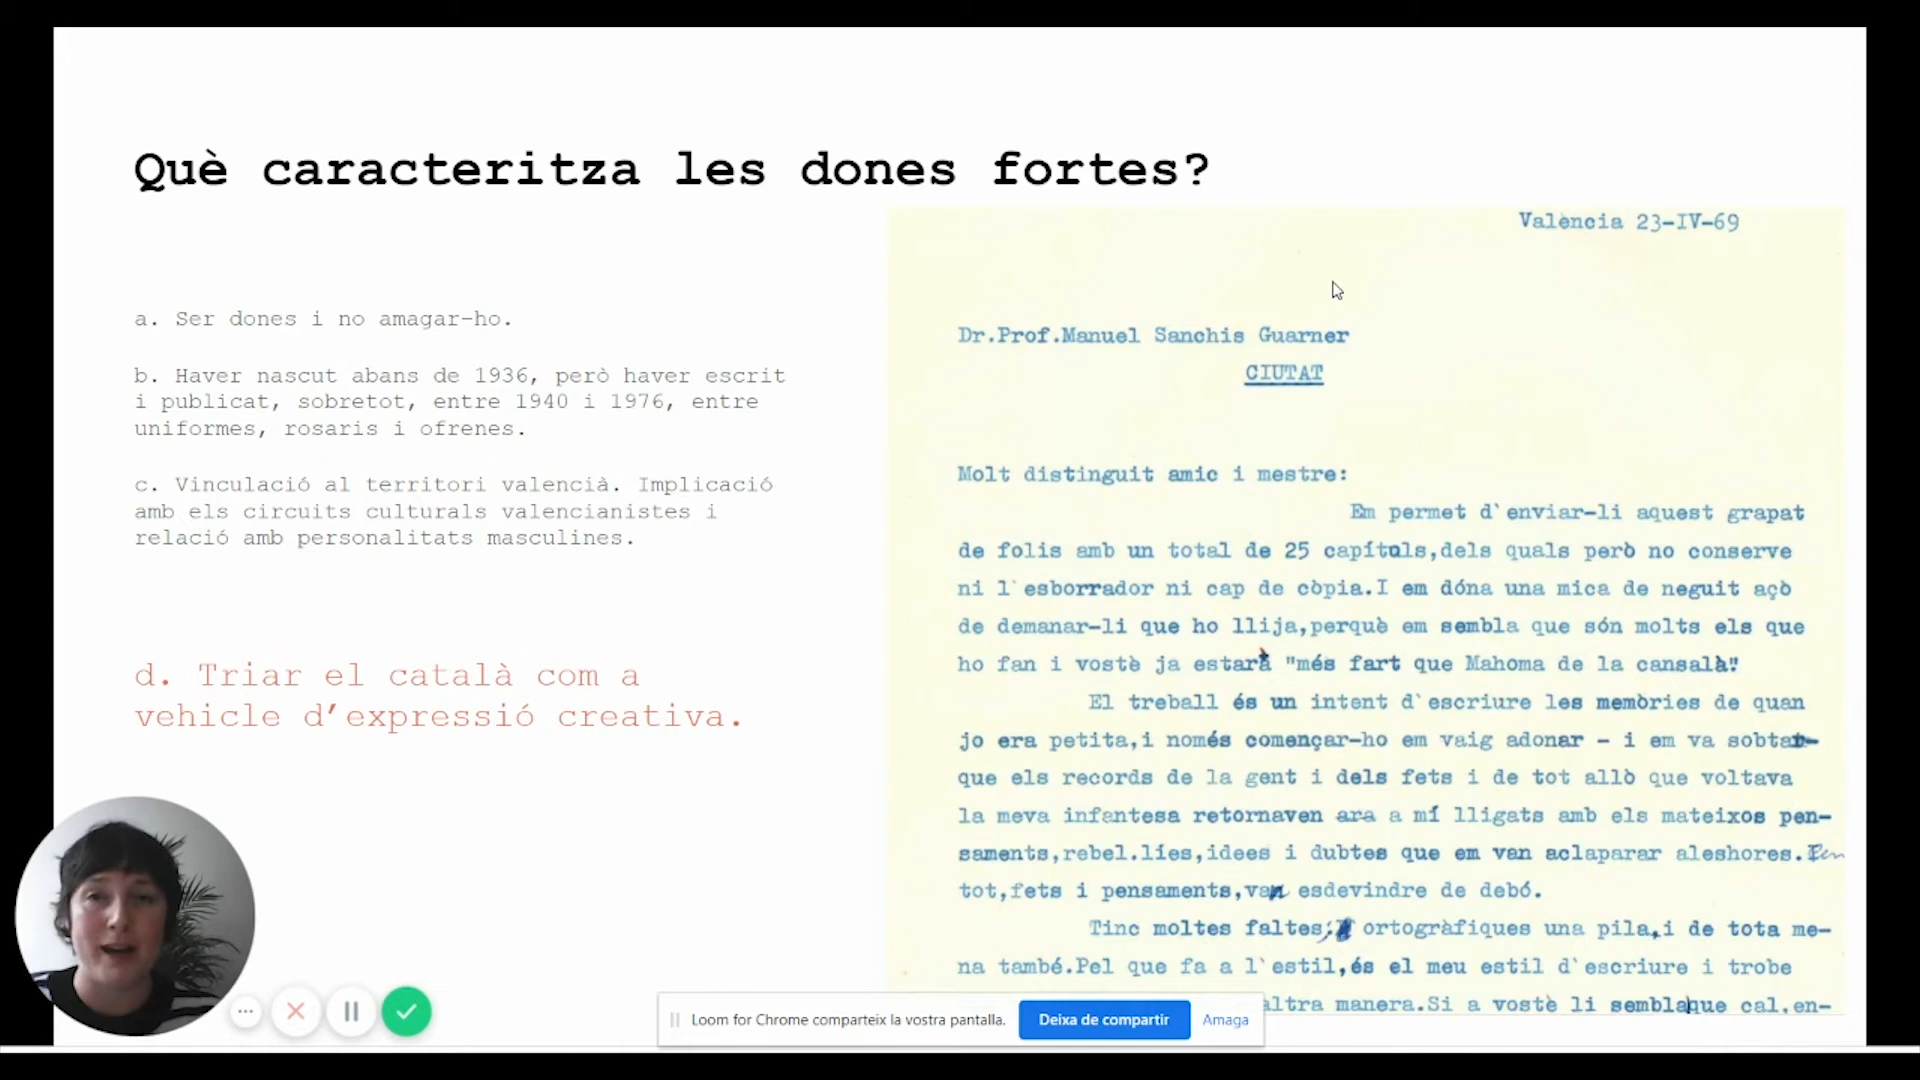 Què caracteritza les dones fortes?
a. Ser dones i no amagar-ho.
b. Haver nascut abans de 1936, però haver escrit
i publicat, sobretot, entre 1940 i 1976, entre
uniformes, rosaris i ofrenes.
c. Vinculació al territori valencià. Implicació
amb els circuits culturals valencianistes i
relació amb personalitats masculines.
d. Triar el català com a
vehicle d’expressió creativa.
València 23-IV-69
Dr.Prof.Manuel Sanchis Guarner
CIUTAT
Molt distinguit amic i mestre:
Em permet d`enviar-li aquest grapat
de folis amb un total de 25 capítols,dels quals però no conserve
ni l`esborrador ni cap de còpia.I em dóna una mica de neguit açò
de demanar-li que ho llija,perquè em sembla que són molts els que
ho fan i vostè ja estarà "més fart que Mahoma de la cansalà"!
El treball és un intent d`escriure les memòries de quan
jo era petita,i només començar-ho em vaig adonar - i em va sobtar-
que els records de la gent i dels fets i de tot allò que voltava
la meva infantesa retornaven ara a mí lligats amb els mateixos pen-
saments,rebel.líes,idees i dubtes que em van aclaparar aleshores.
tot,fets i pensaments,van esdevindre de debó.
Tinc moltes faltes; ortogràfiques una pila,i de tota me-
na també.Pel que fa a l`estil,és el meu estil d`escriure i trobe
altra manera.Si a vostè li sembla que cal,en-
Loom for Chrome comparteix la vostra pantalla.
Deixa de compartir
Amaga